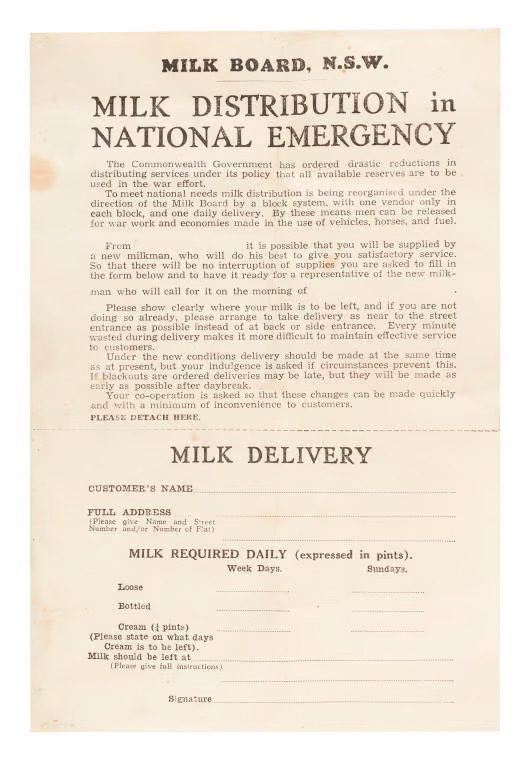 MILK BOARD, N.S.W.
MILK DISTRIBUTION in
NATIONAL EMERGENCY
The Commonwealth Government has ordered drastic reductions in
distributing services under its policy that all available reserves are to be
used in the war effort.
To meet national needs milk distribution is being reorganised under the
direction of the Milk Board by a block system, with one vendor only in
each block, and one daily delivery. By these means men can be released
for war work and economies made in the use of vehicles, horses, and fuel.
From it is possible that you will be supplied by
a new milkman, who will do his best to give you satisfactory service.
So that there will be no interruption of supplies you are asked to fill in
the form below and to have it ready for a representative of the new milk-
man who will call for it on the morning of .
Please show clearly where your milk is to be left, and if you are not
doing so already, please arrange to take delivery as near to the street
entrance as possible instead of at back or side entrance. Every minute
wasted during delivery makes it more difficult to maintain effective service
to customers.
Under the new conditions delivery should be made at the same time
as at present, but your indulgence is asked if circumstances prevent this.
If blackouts are ordered deliveries may be late, but they will be made as
early as possible after daybreak.
Your co-operation is asked so that these changes can be made quickly
and with a minimum of inconvenience to customers.
PLEASE DETACH HERE.
MILK DELIVERY
CUSTOMER'S NAME
FULL ADDRESS
(Please give Name and Street
Number and/or Number of Flat)
MILK REQUIRED DAILY (expressed in pints).
Week Days. Sundays.
Loose
Bottled
Cream (¼ pints)
(Please state on what days
Cream is to be left).
Milk should be left at
(Please give full instructions)
Signature